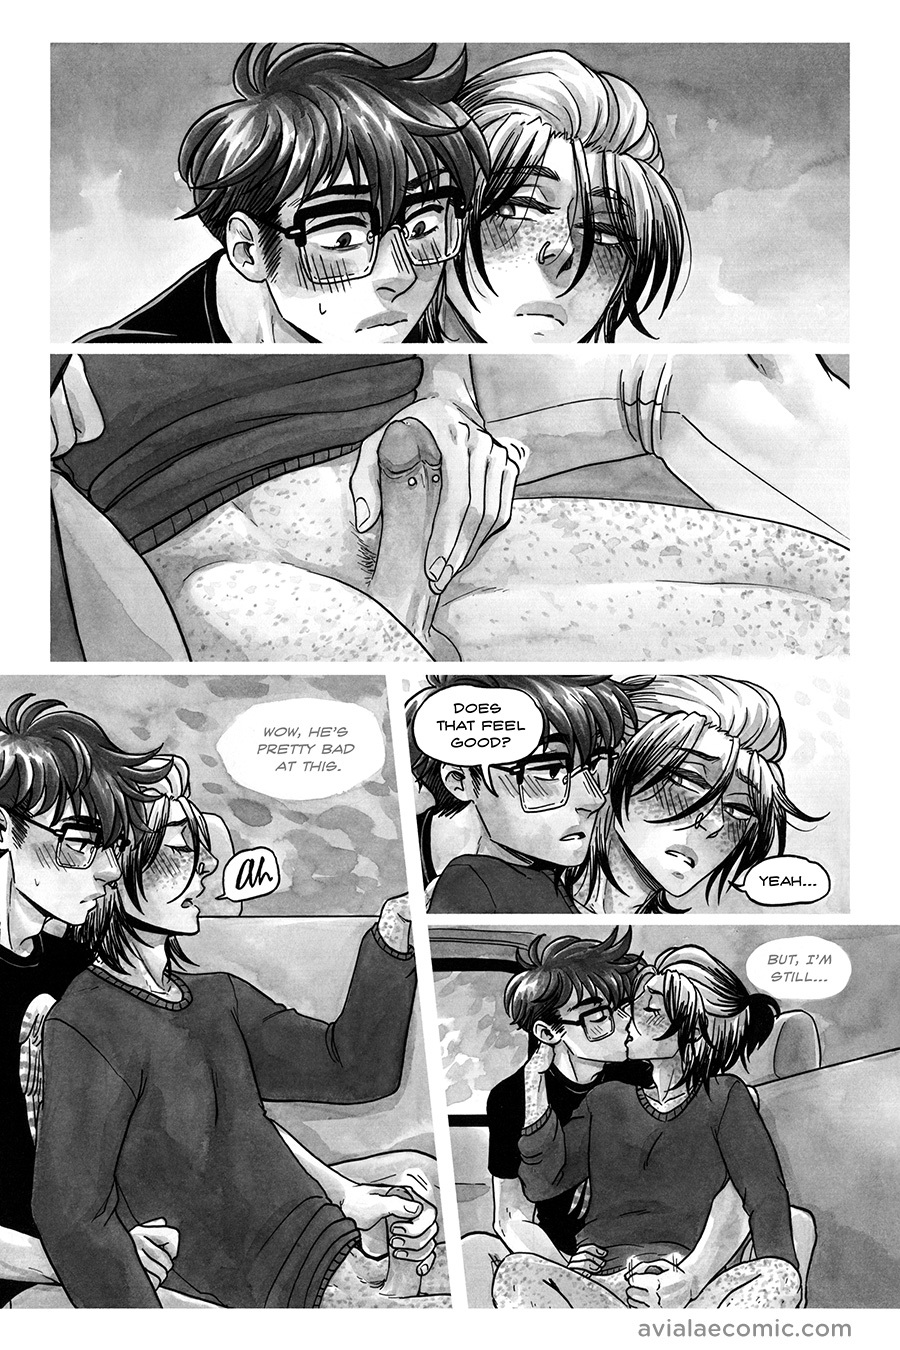 WOW, HE'S
PRETTY BAD
AT THIS.
Ah
DOES
THAT FEEL
GOOD?
YEAH...
BUT, I'M
STILL...
avialaecomic.com